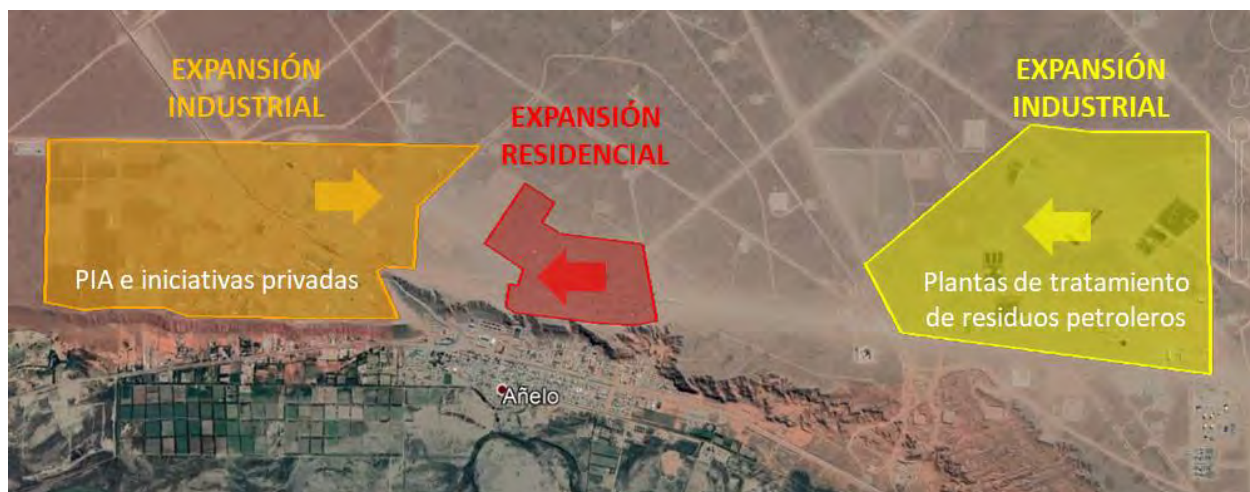 EXPANSIÓN
INDUSTRIAL
PIA e iniciativas privadas
EXPANSIÓN
RESIDENCIAL
EXPANSIÓN
INDUSTRIAL
Plantas de tratamiento
de residuos petroleros
Añelo